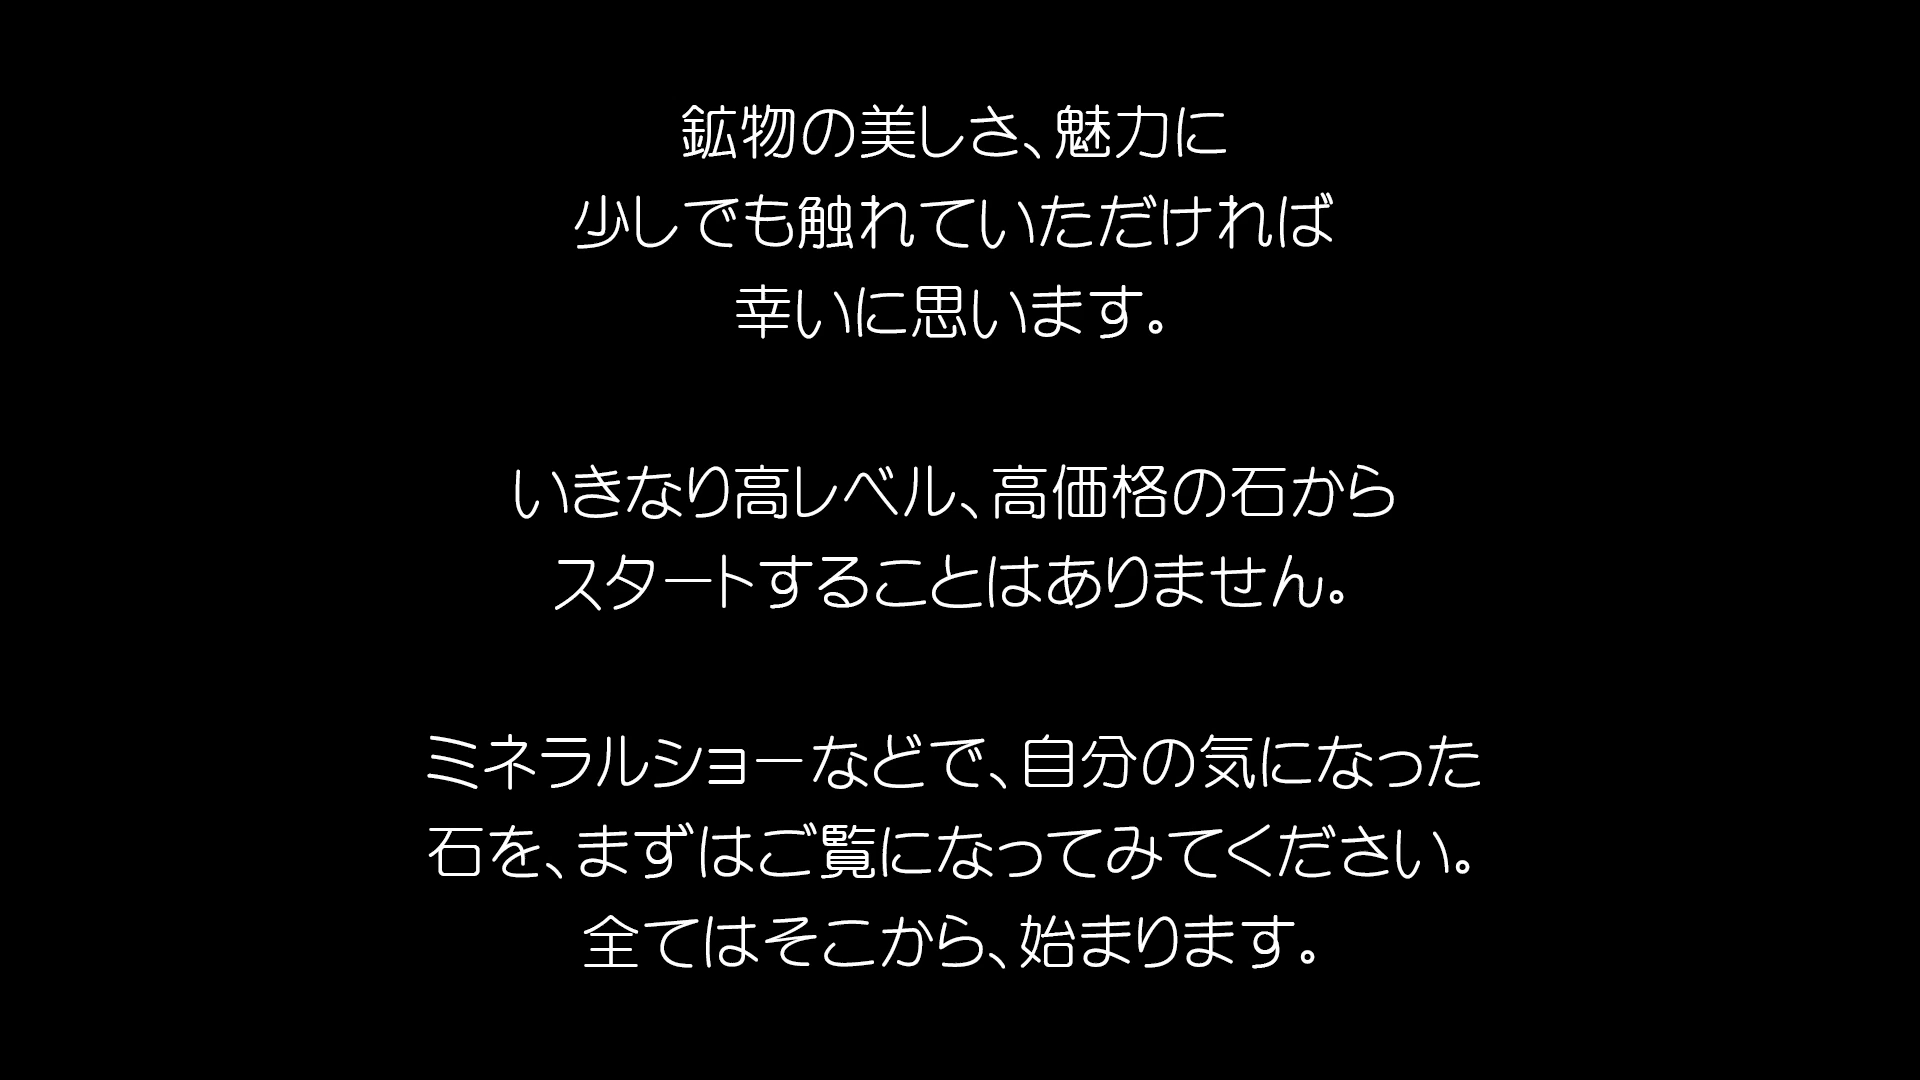 鉱物の美しさ、魅力に
少しでも触れていただければ
幸いに思います。
いきなり高レベル、高価格の石から
スタートすることはありません。
ミネラルショーなどで、自分の気になった
石を、まずはご覧になってみてください。
全てはそこから、始まります。